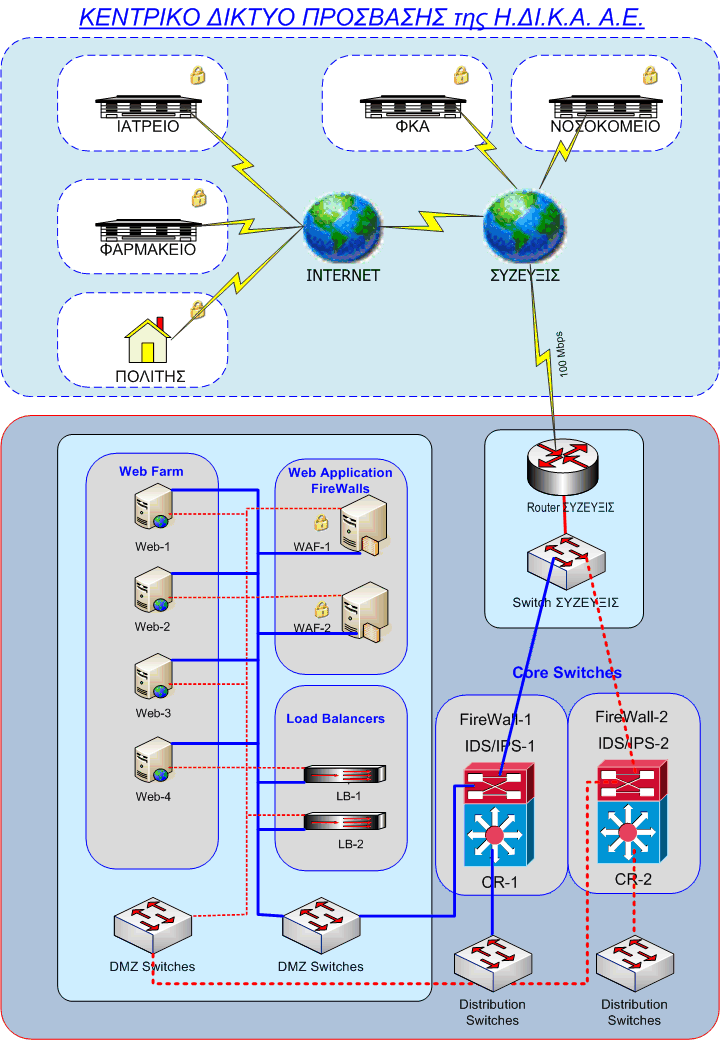 ΚΕΝΤΡΙΚΟ ΔΙΚΤΥΟ ΠΡΟΣΒΑΣΗΣ της Η.ΔΙ.Κ.Α. Α.Ε.
ΙΑΤΡΕΙΟ
ΦΚΑ
ΝΟΣΟΚΟΜΕΙΟ
ΦΑΡΜΑΚΕΙΟ
INTERNET
ΣΥΖΕΥΞΙΣ
ΠΟΛΙΤΗΣ
100 Mbps
Web Farm
Web-1
Web-2
Web-3
Web-4
Web Application
FireWalls
WAF-1
WAF-2
Load Balancers
LB-1
LB-2
DMZ Switches
DMZ Switches
Router ΣΥΖΕΥΞΙΣ
Switch ΣΥΖΕΥΞΙΣ
Core Switches
FireWall-1
IDS/IPS-1
CR-1
FireWall-2
IDS/IPS-2
CR-2
Distribution
Switches
Distribution
Switches